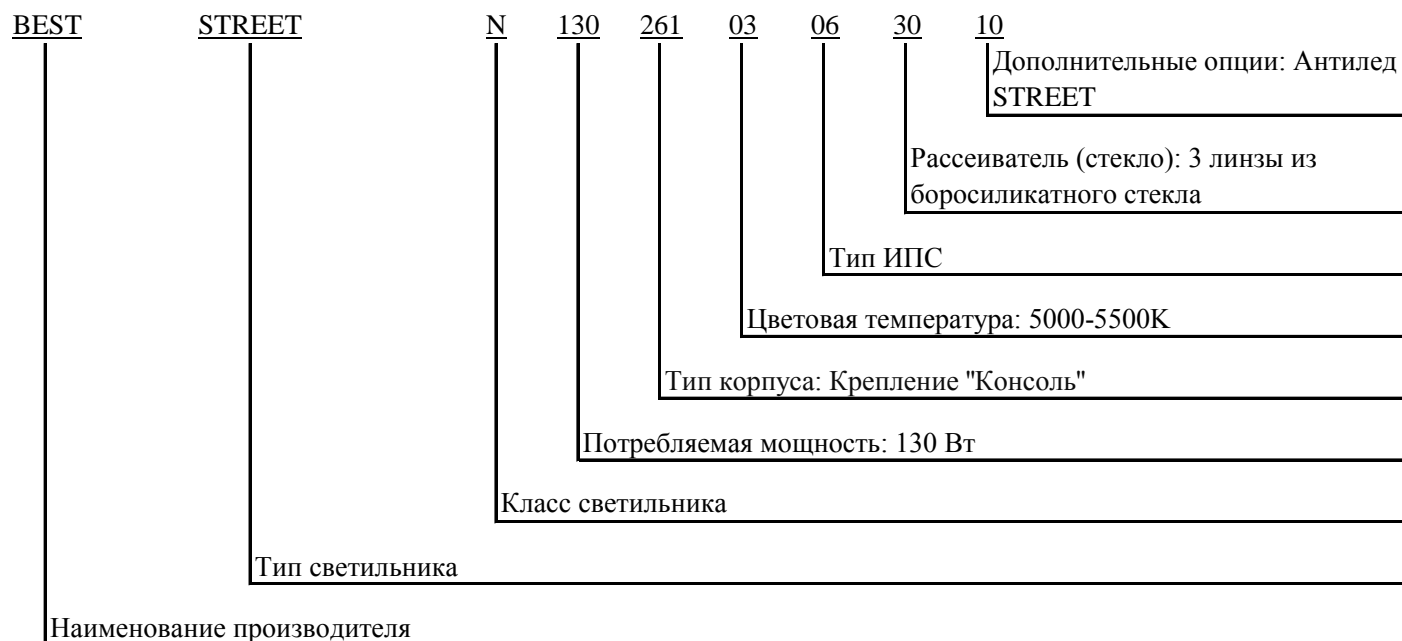 BEST STREET N 130 261 03 06 30 10
Дополнительные опции: Антилед
STREET
Рассеиватель (стекло): 3 линзы из
боросиликатного стекла
Тип ИПС
Цветовая температура: 5000-5500К
Тип корпуса: Крепление "Консоль"
Потребляемая мощность: 130 Вт
Класс светильника
Тип светильника
Наименование производителя